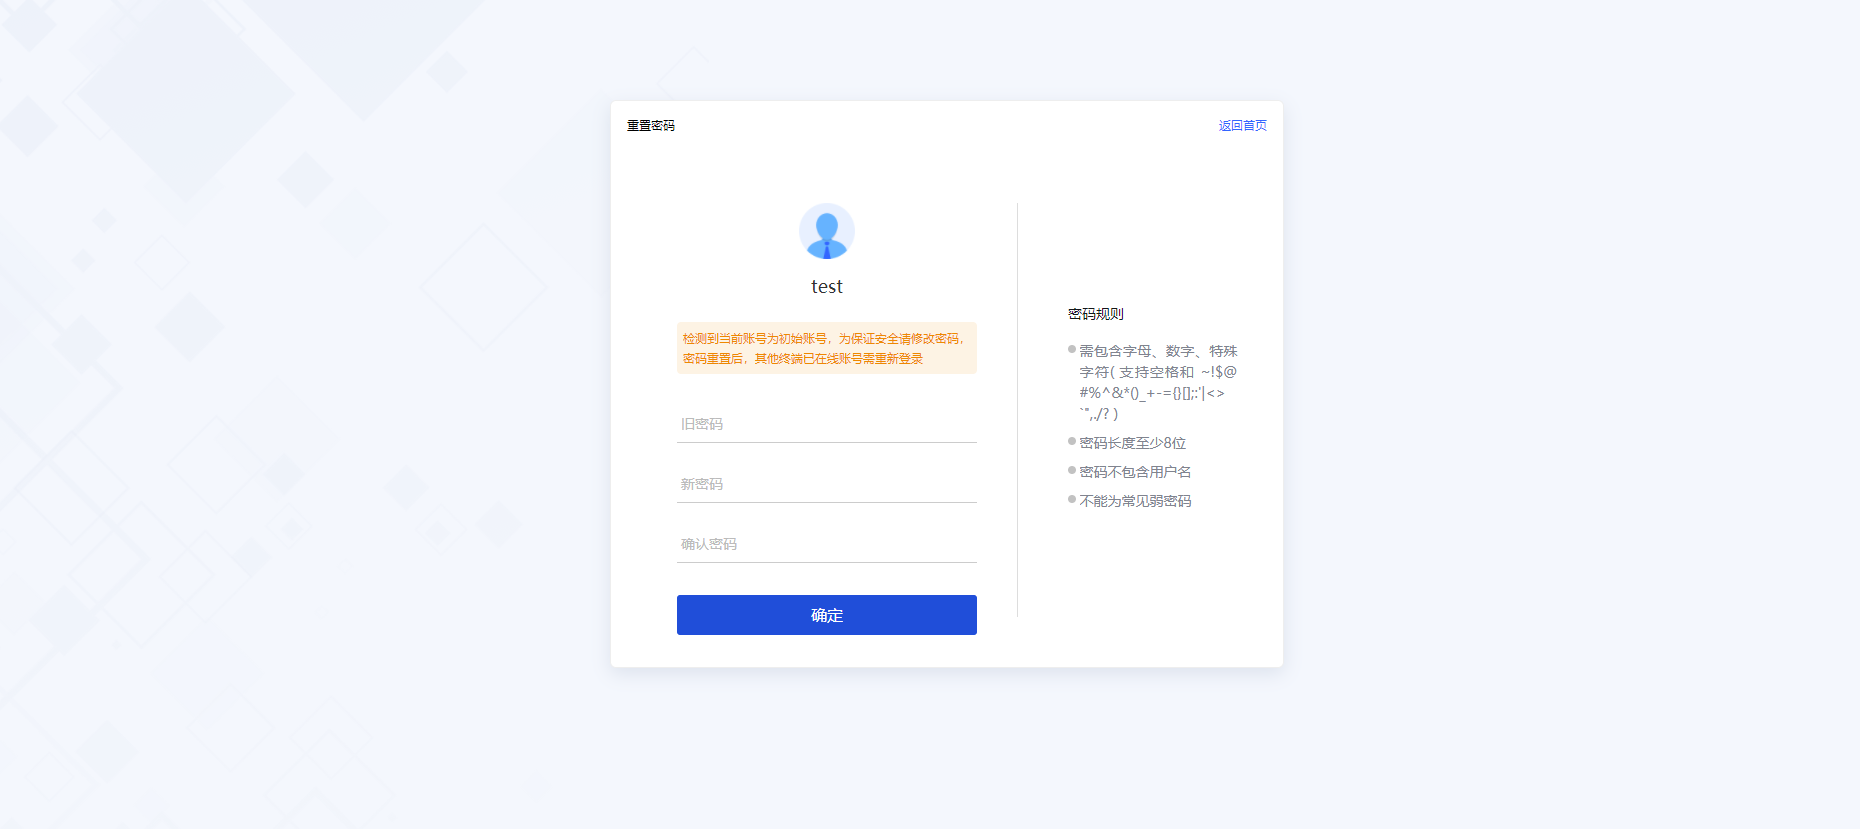 重置密码
返回首页
test
检测到当前账号为初始账号，为保证安全请修改密码，
密码重置后，其他终端已在线账号需重新登录
旧密码
新密码
确认密码
确定
密码规则
需包含字母、数字、特殊
字符( 支持空格和 ~!$@
#%^&*()_+-={}[];:'|<>
`",./? )
密码长度至少8位
密码不包含用户名
不能为常见弱密码